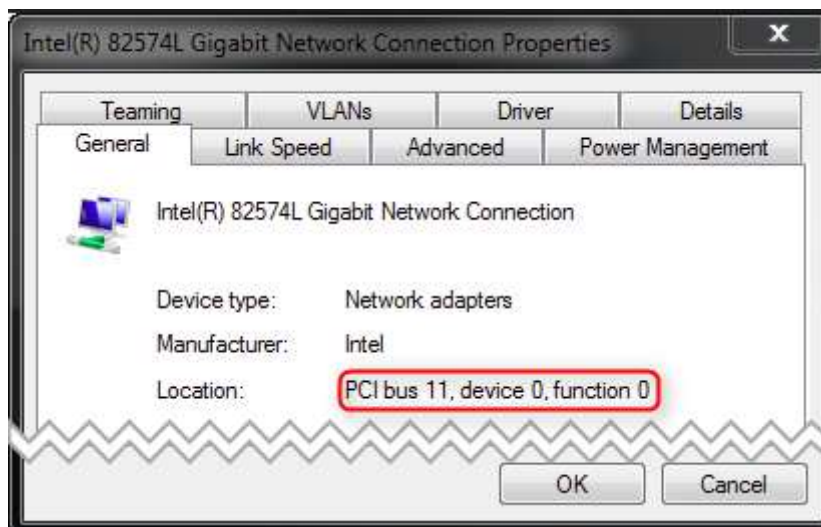 Intel(R) 82574L Gigabit Network Connection Properties
x
Teaming VLANs Driver Details
General Link Speed Advanced Power Management
Intel(R) 82574L Gigabit Network Connection
Device type: Network adapters
Manufacturer: Intel
Location: PCI bus 11, device 0, function 0
OK Cancel